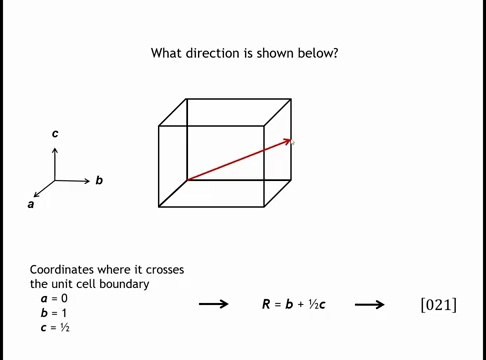 What direction is shown below?
c
b
a
Coordinates where it crosses
the unit cell boundary
a = 0
b = 1
c = ½
R = b + ½c
[021]